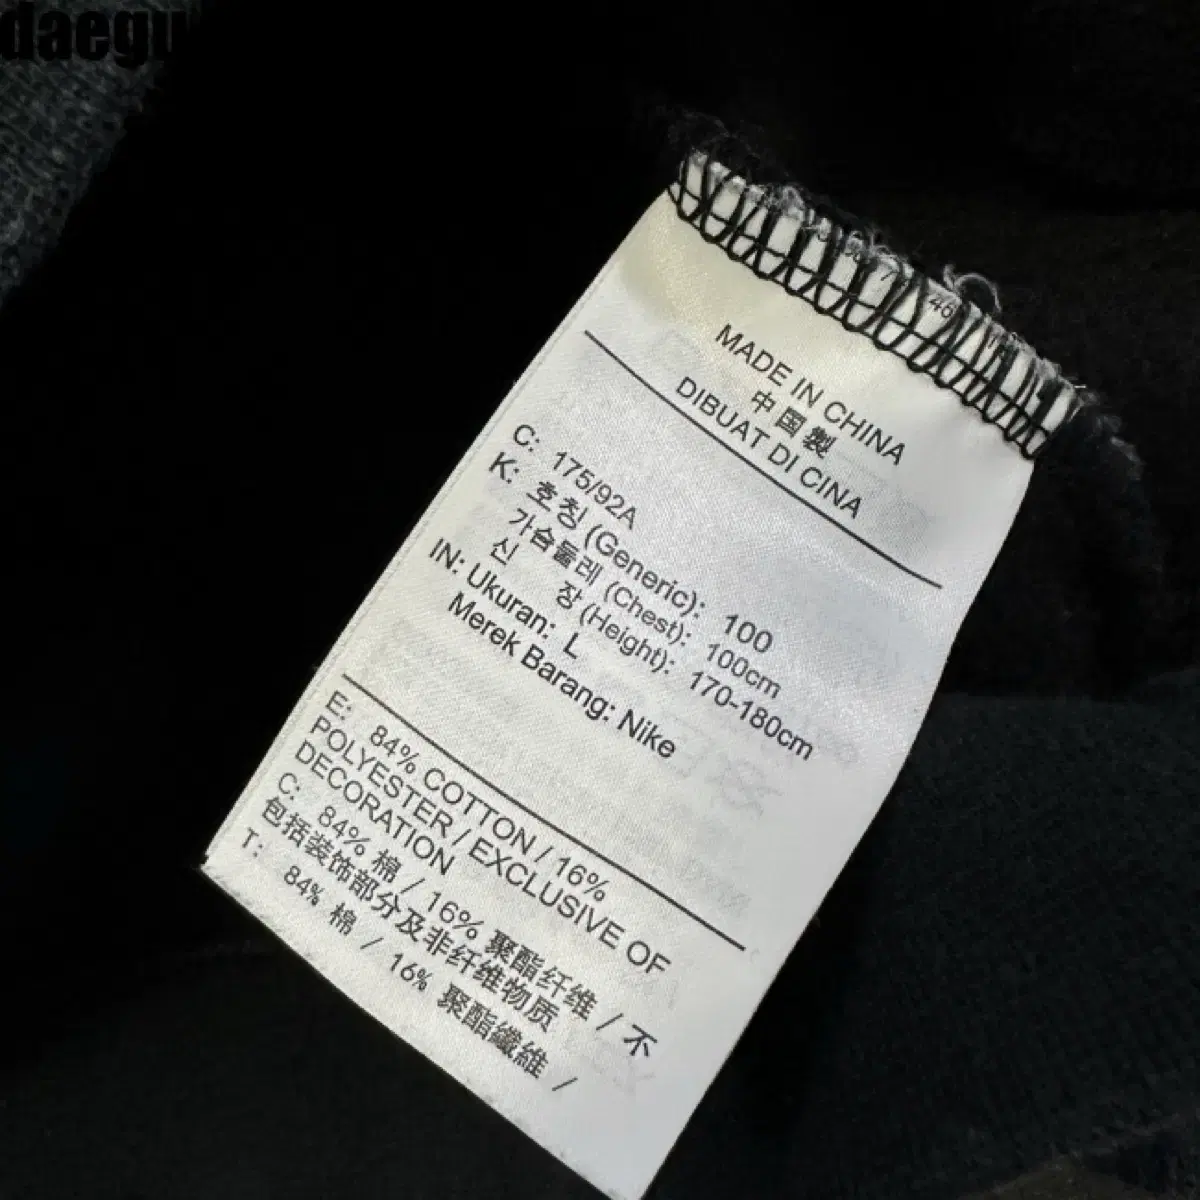 daegu
46
MADE IN CHINA
中国製
DIBUAT DI CINA
C: 175/92A
K: 호칭 (Generic): 100
가슴둘레 (Chest): 100cm
신 장 (Height): 170-180cm
IN: Ukuran: L
Merek Barang: Nike
E: 84% COTTON / 16%
POLYESTER / EXCLUSIVE OF
DECORATION
C: 84% 棉 / 16% 聚酯纤维 / 不
包括装饰部分及非纤维物质
T: 84% 棉 / 16% 聚酯纖維 /